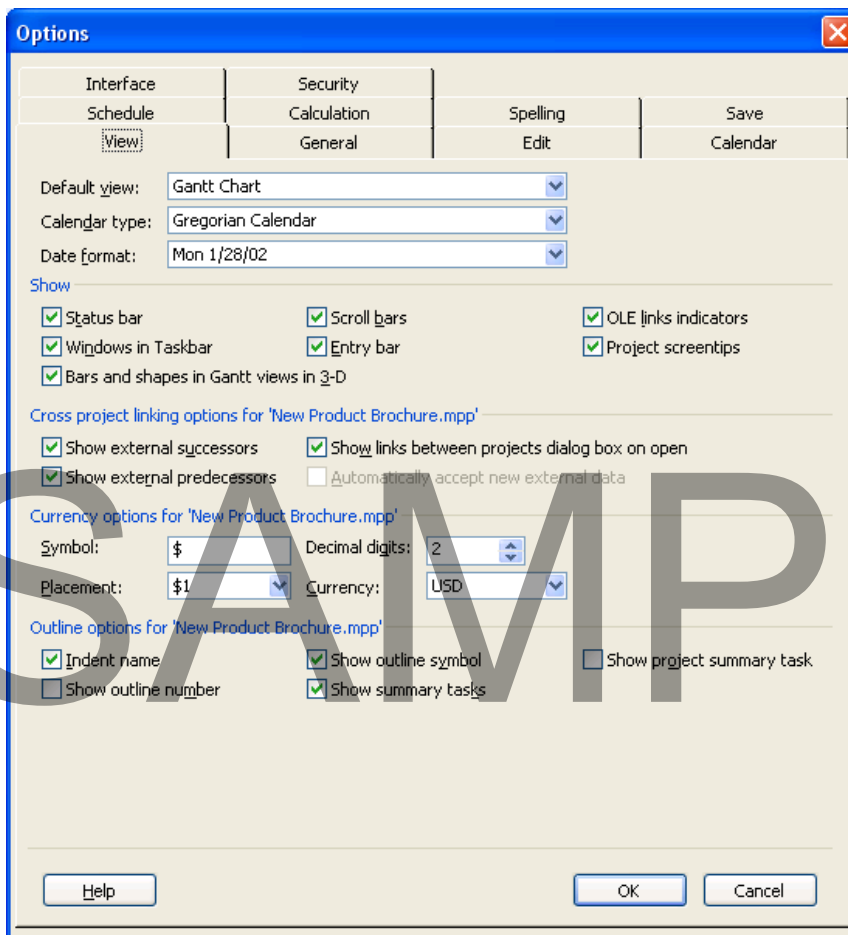 Options
Interface Security
Schedule Calculation Spelling Save
View General Edit Calendar
Default view: Gantt Chart
Calendar type: Gregorian Calendar
Date format: Mon 1/28/02
Show
Status bar Scroll bars OLE links indicators
Windows in Taskbar Entry bar Project screentips
Bars and shapes in Gantt views in 3-D
Cross project linking options for 'New Product Brochure.mpp'
Show external successors Show links between projects dialog box on open
Show external predecessors Automatically accept new external data
Currency options for 'New Product Brochure.mpp'
Symbol: $ Decimal digits: 2
Placement: $1 Currency: USD
Outline options for 'New Product Brochure.mpp'
Indent name Show outline symbol Show project summary task
Show outline number Show summary tasks
Help OK Cancel
SAMP